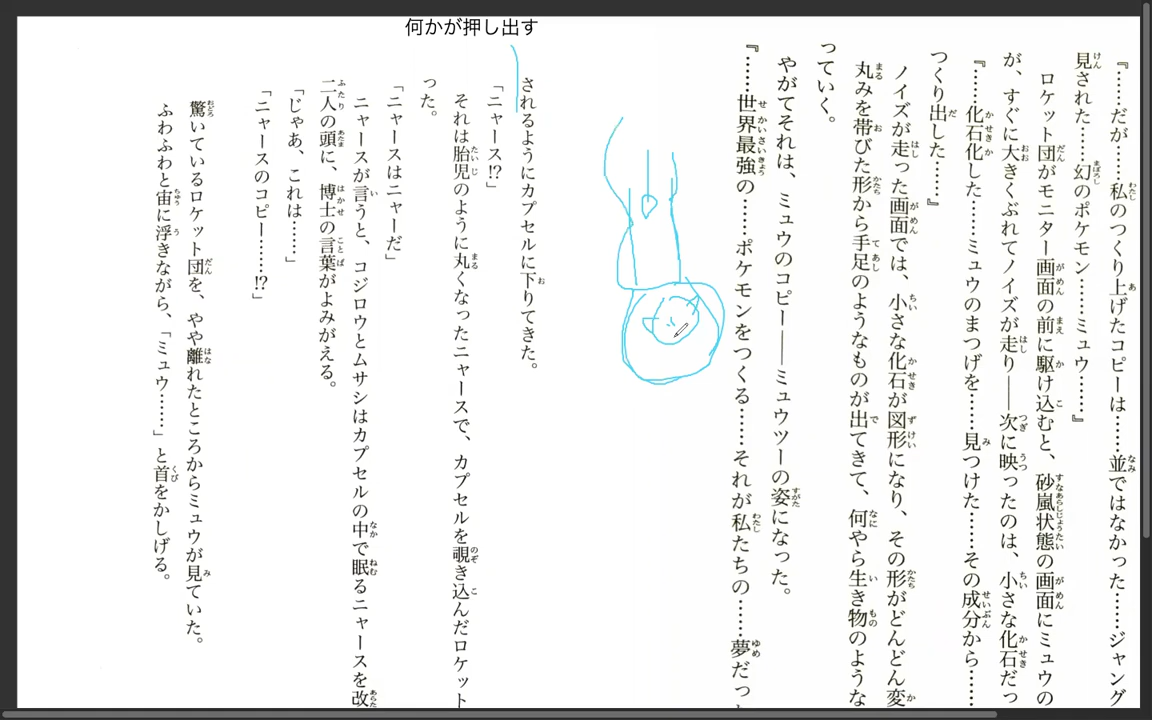 何かが押し出す
『……だが……私のつくり上げたコピーは……並ではなかった……ジャング
見された……幻のポケモン……ミュウ……』
ロケット団がモニター画面の前に駆け込むと、砂嵐状態の画面にミュウの
が、すぐに大きくぶれてノイズが走り――次に映ったのは、小さな化石だっ
『……化石化した……ミュウのまつげを……見つけた……その成分から……
つくり出した……』
ノイズが走った画面では、小さな化石が図形になり、その形がどんどん変
丸みを帯びた形から手足のようなものが出てきて、何やら生き物のような
っていく。
やがてそれは、ミュウのコピー――ミュウツーの姿になった。
『……世界最強の……ポケモンをつくる……それが私たちの……夢だっ
されるようにカプセルに下りてきた。
「ニャース!?」
それは胎児のように丸くなったニャースで、カプセルを覗き込んだロケット
った。
「ニャースはニャーだ」
ニャースが言うと、コジロウとムサシはカプセルの中で眠るニャースを改
二人の頭に、博士の言葉がよみがえる。
「じゃあ、これは……」
「ニャースのコピー……!?」
驚いているロケット団を、やや離れたところからミュウが見ていた。
ふわふわと宙に浮きながら、「ミュウ……」と首をかしげる。